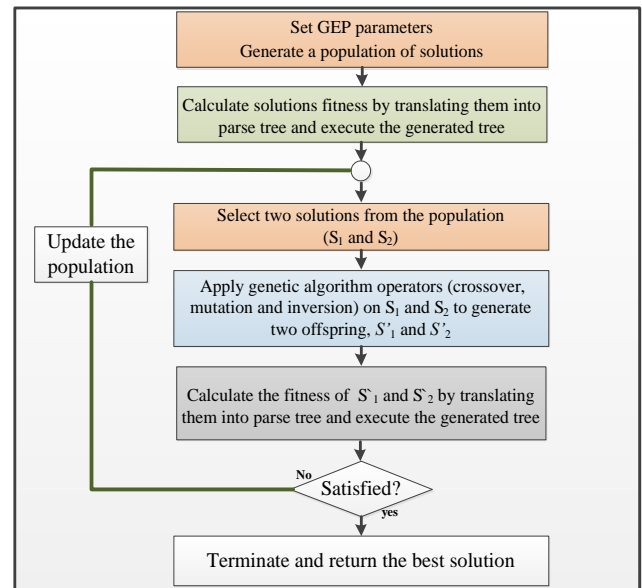 Set GEP parameters
Generate a population of solutions
Calculate solutions fitness by translating them into
parse tree and execute the generated tree
Select two solutions from the population
(S₁ and S₂)
Update the
population
Apply genetic algorithm operators (crossover,
mutation and inversion) on S₁ and S₂ to generate
two offspring, S'₁ and S'₂
Calculate the fitness of S`₁ and S`₂ by translating
them into parse tree and execute the generated tree
No
Satisfied?
yes
Terminate and return the best solution